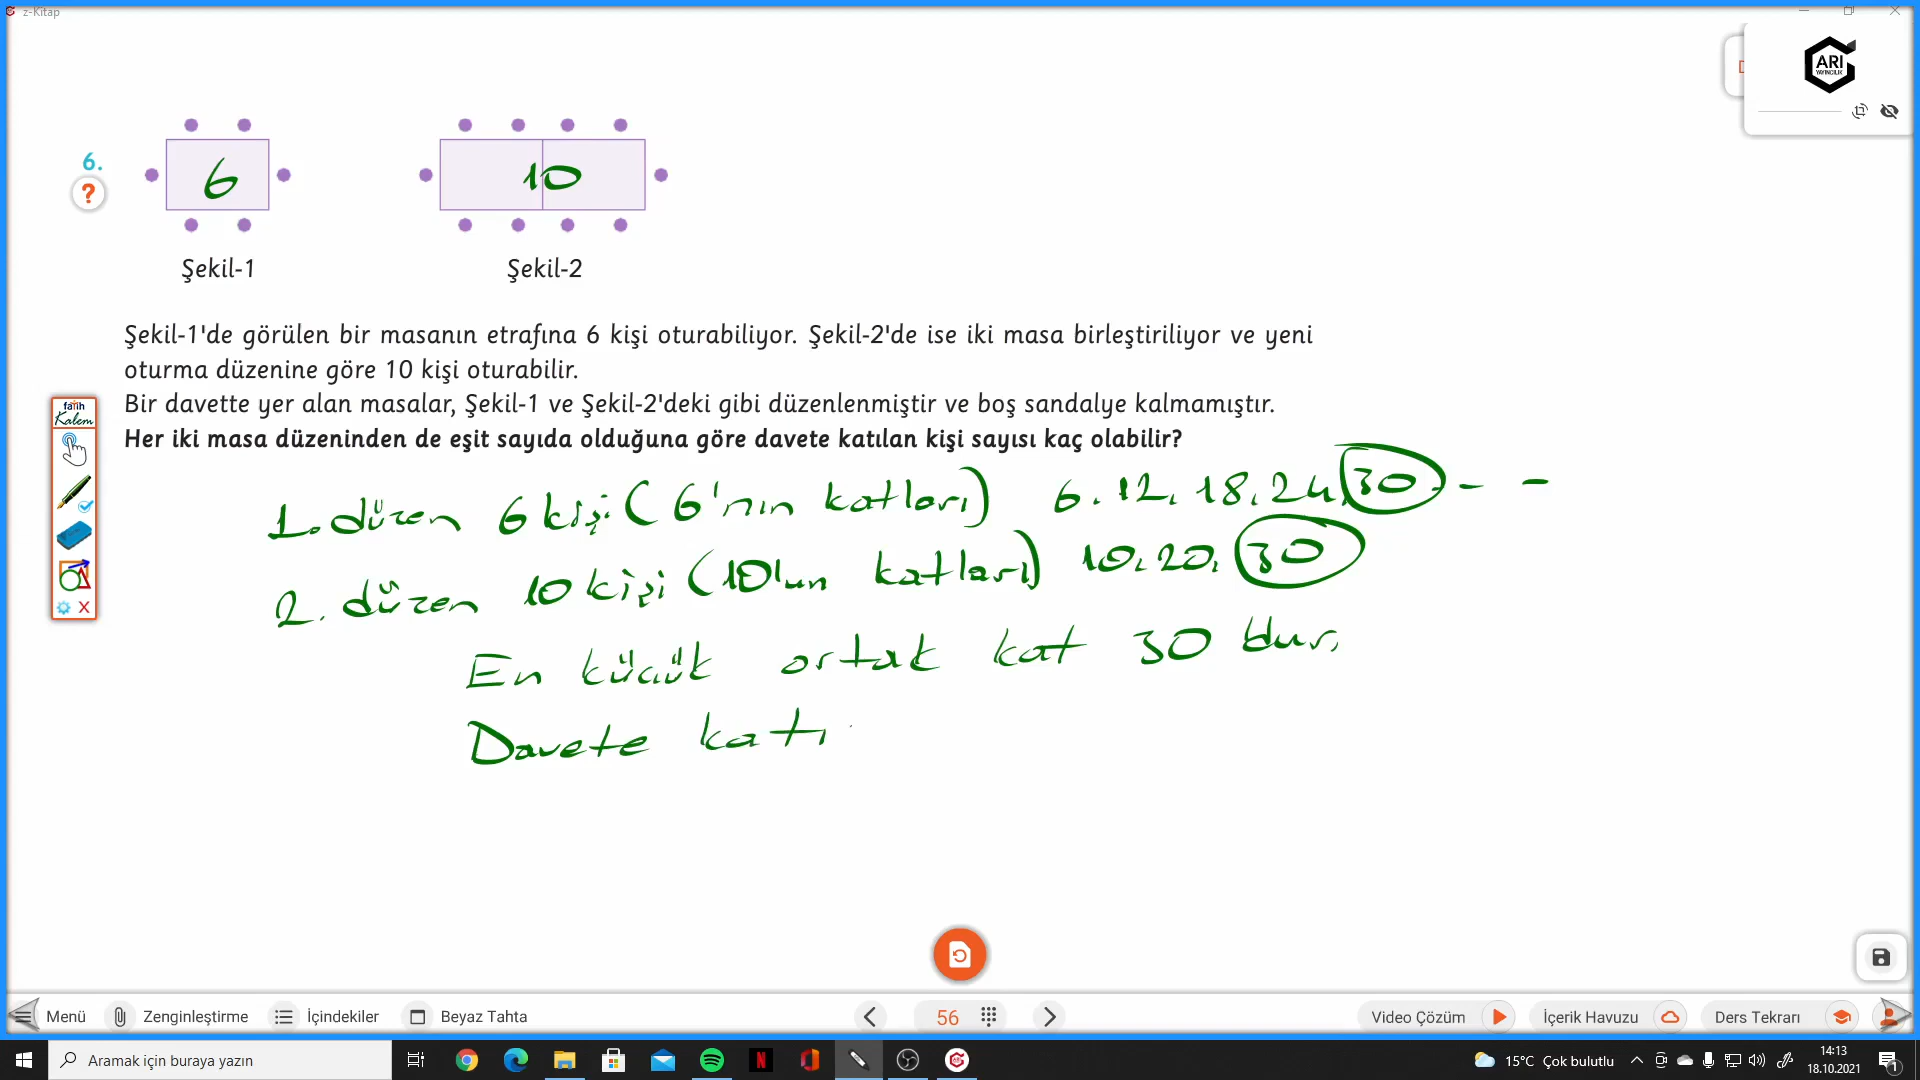 z-Kitap
ARI
YAYINCILIK
6.
?
6
10
Şekil-1
Şekil-2
Şekil-1'de görülen bir masanın etrafına 6 kişi oturabiliyor. Şekil-2'de ise iki masa birleştiriliyor ve yeni
oturma düzenine göre 10 kişi oturabilir.
Bir davette yer alan masalar, Şekil-1 ve Şekil-2'deki gibi düzenlenmiştir ve boş sandalye kalmamıştır.
Her iki masa düzeninden de eşit sayıda olduğuna göre davete katılan kişi sayısı kaç olabilir?
fatih
Kalem
1. düzen 6 kişi (6'nın katları) 6. 12. 18. 24. 30 - - -
2. düzen 10 kişi (10'un katları) 10. 20. 30
En küçük ortak kat 30 'dur.
Davete katı
Menü
Zenginleştirme
İçindekiler
Beyaz Tahta
56
Video Çözüm
İçerik Havuzu
Ders Tekrarı
Aramak için buraya yazın
15°C Çok bulutlu
14:13
18.10.2021
1